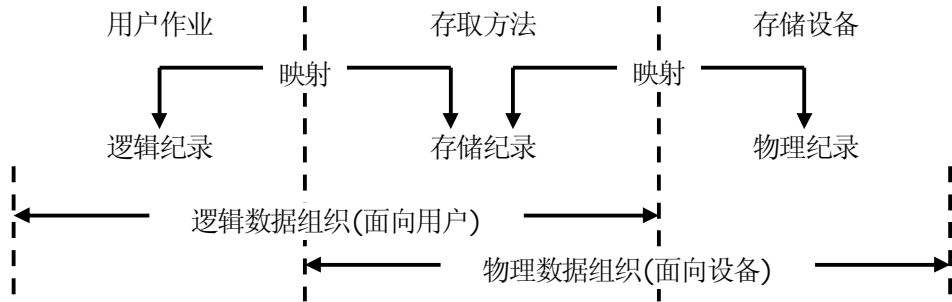 用户作业 存取方法 存储设备
映射 映射
逻辑纪录 存储纪录 物理纪录
逻辑数据组织(面向用户)
物理数据组织(面向设备)